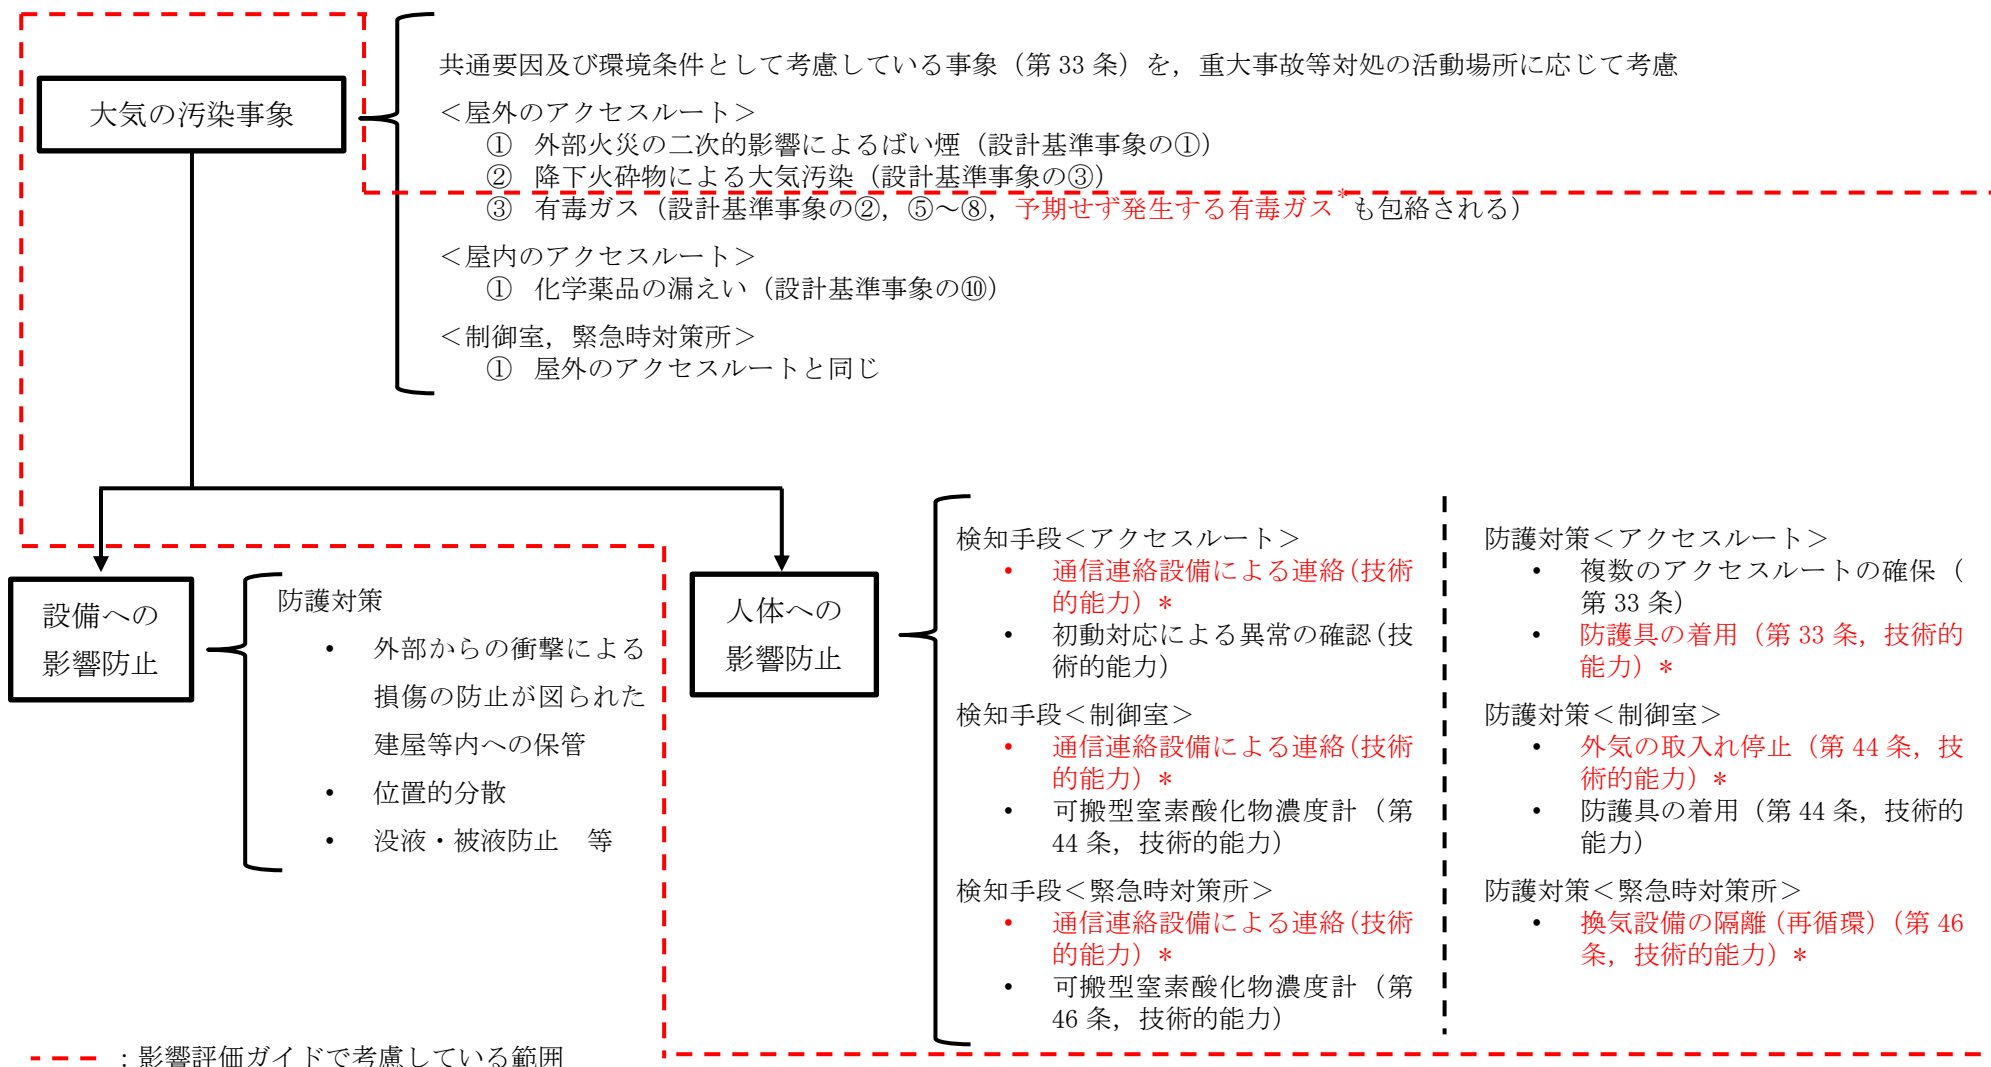 大気の汚染事象
共通要因及び環境条件として考慮している事象（第 33 条）を，重大事故等対処の活動場所に応じて考慮
＜屋外のアクセスルート＞
① 外部火災の二次的影響によるばい煙（設計基準事象の①）
② 降下火砕物による大気汚染（設計基準事象の③）
③ 有毒ガス（設計基準事象の②，⑤～⑧，予期せず発生する有毒ガス*も包絡される）
＜屋内のアクセスルート＞
① 化学薬品の漏えい（設計基準事象の⑩）
＜制御室，緊急時対策所＞
① 屋外のアクセスルートと同じ
設備への
影響防止
防護対策
• 外部からの衝撃による
損傷の防止が図られた
建屋等内への保管
• 位置的分散
• 没液・被液防止　等
人体への
影響防止
検知手段＜アクセスルート＞
• 通信連絡設備による連絡（技術
的能力）*
• 初動対応による異常の確認（技
術的能力）
検知手段＜制御室＞
• 通信連絡設備による連絡（技術
的能力）*
• 可搬型窒素酸化物濃度計（第
44 条，技術的能力）
検知手段＜緊急時対策所＞
• 通信連絡設備による連絡（技術
的能力）*
• 可搬型窒素酸化物濃度計（第
46 条，技術的能力）
防護対策＜アクセスルート＞
• 複数のアクセスルートの確保（
第 33 条）
• 防護具の着用（第 33 条，技術的
能力）*
防護対策＜制御室＞
• 外気の取入れ停止（第 44 条，技
術的能力）*
• 防護具の着用（第 44 条，技術的
能力）
防護対策＜緊急時対策所＞
• 換気設備の隔離（再循環）（第 46
条，技術的能力）*
：影響評価ガイドで考慮している範囲